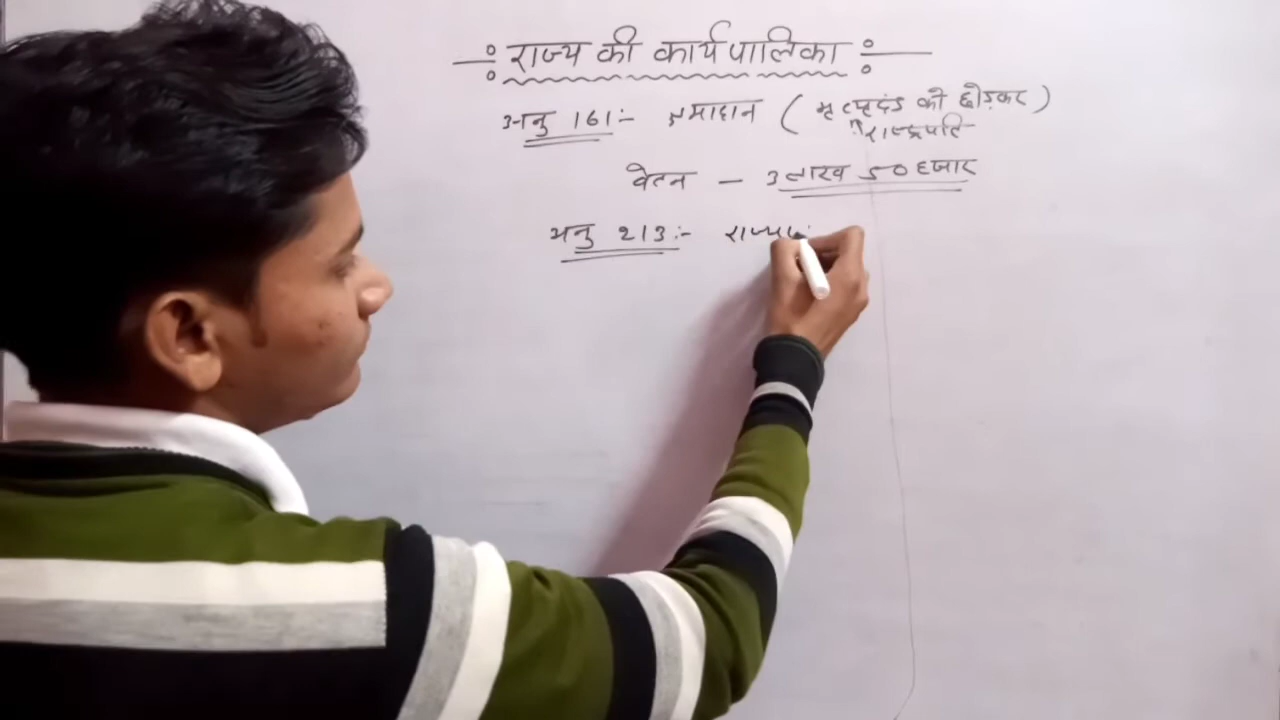 राज्य की कार्यपालिका
अनु 161:- क्षमादान ( मृत्युदंड को छोड़कर )
राष्ट्रपति
वेतन - 3 लाख 50 हजार
अनु 213:- राज्यप